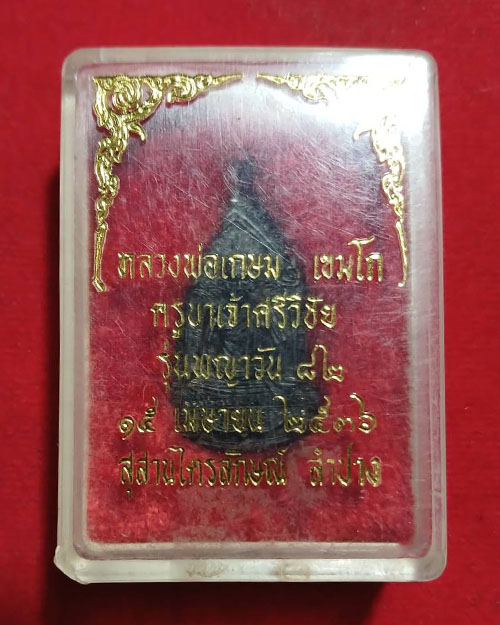 หลวงพ่อเกษม เขมโก
ครูบาเจ้าศรีวิชัย
รุ่นพญาวัน ๘๒
๑๕ เมษายน ๒๕๓๖
สุสานไตรลักษณ์ ลำปาง